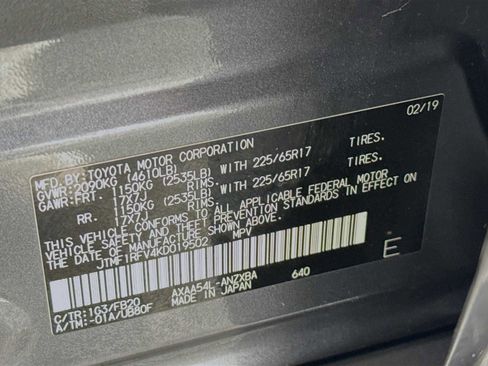 02/19
MFD.BY:TOYOTA MOTOR CORPORATION
GVWR:2090KG (4610LB)
GAWR:FRT. 1150KG (2535LB) WITH 225/65R17 TIRES.
17X7J RIMS.
RR. 1150KG (2535LB) WITH 225/65R17 TIRES.
17X7J RIMS.
THIS VEHICLE CONFORMS TO ALL APPLICABLE FEDERAL MOTOR
VEHICLE SAFETY AND THEFT PREVENTION STANDARDS IN EFFECT ON
THE DATE OF MANUFACTURE SHOWN ABOVE.
JTMF1RFV4KD019502 MPV
E
C/TR:1G3/FB20 AXAA54L-ANZXBA 640
A/TM:-01A/UB80F MADE IN JAPAN